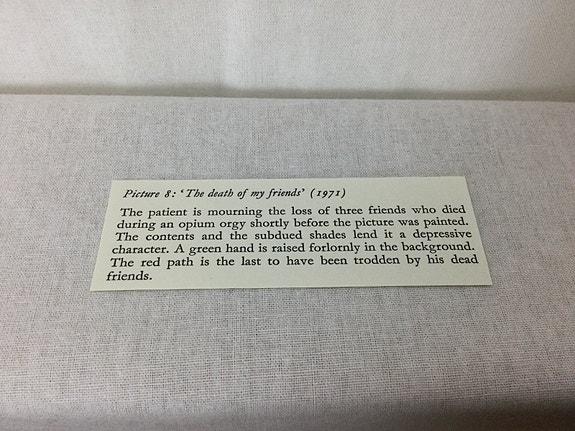 Picture 8: 'The death of my friends' (1971)
The patient is mourning the loss of three friends who died
during an opium orgy shortly before the picture was painted.
The contents and the subdued shades lend it a depressive
character. A green hand is raised forlornly in the background.
The red path is the last to have been trodden by his dead
friends.